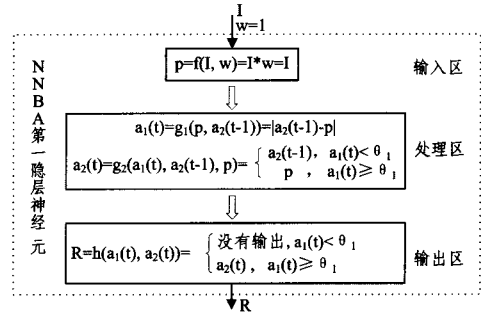 I
w=1
p=f(I, w)=I*w=I
输入区
NNBA第一隐层神经元
a₁(t)=g₁(p, a₂(t-1))=|a₂(t-1)-p|
a₂(t)=g₂(a₁(t), a₂(t-1), p)= { a₂(t-1), a₁(t)<θ₁
p , a₁(t)≥θ₁
处理区
R=h(a₁(t), a₂(t))= { 没有输出, a₁(t)<θ₁
a₂(t), a₁(t)≥θ₁
输出区
R